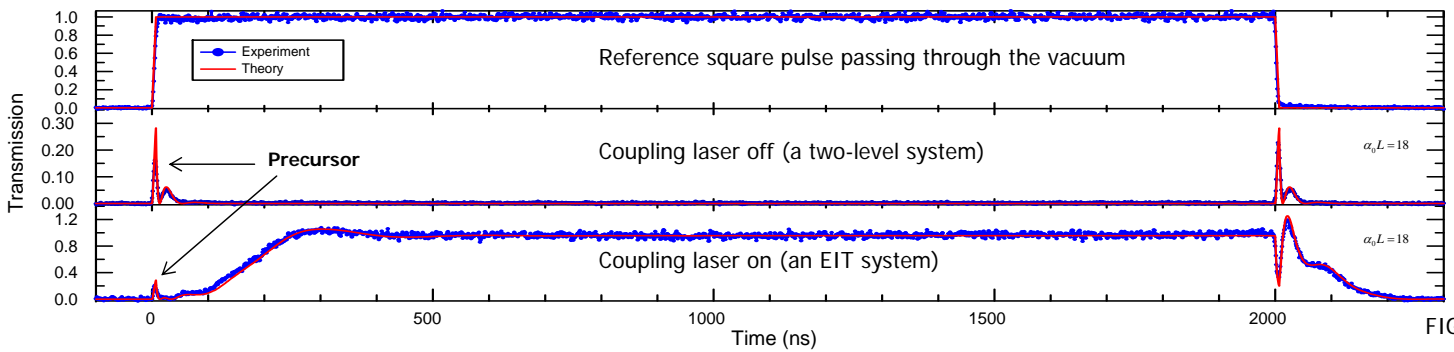 Transmission
1.0
0.8
0.6
0.4
0.2
0.0
Experiment
Theory
Reference square pulse passing through the vacuum
0.30
0.20
0.10
0.00
Precursor
Coupling laser off (a two-level system)
α₀L = 18
1.2
0.8
0.4
0.0
Coupling laser on (an EIT system)
α₀L = 18
0 500 1000 1500 2000
Time (ns)
FIG